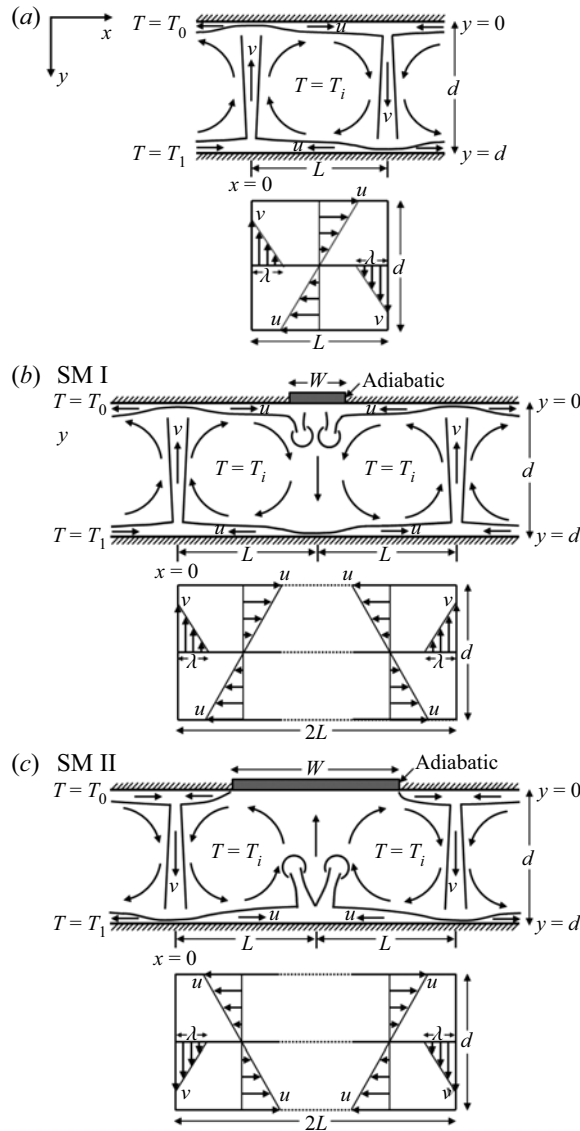 (a)
x
y
T = T0
u
y = 0
v
T = Ti
v
d
T = T1
u
y = d
L
x = 0
u
v
λ
λ
d
u
v
L
(b) SM I
W
Adiabatic
T = T0
u
y = 0
y
v
T = Ti
T = Ti
v
d
T = T1
u
u
y = d
L
L
x = 0
u
u
v
v
λ
λ
d
u
u
2L
(c) SM II
W
Adiabatic
T = T0
y = 0
T = Ti
T = Ti
d
v
v
T = T1
u
u
y = d
L
L
x = 0
u
u
λ
λ
d
v
v
u
u
2L